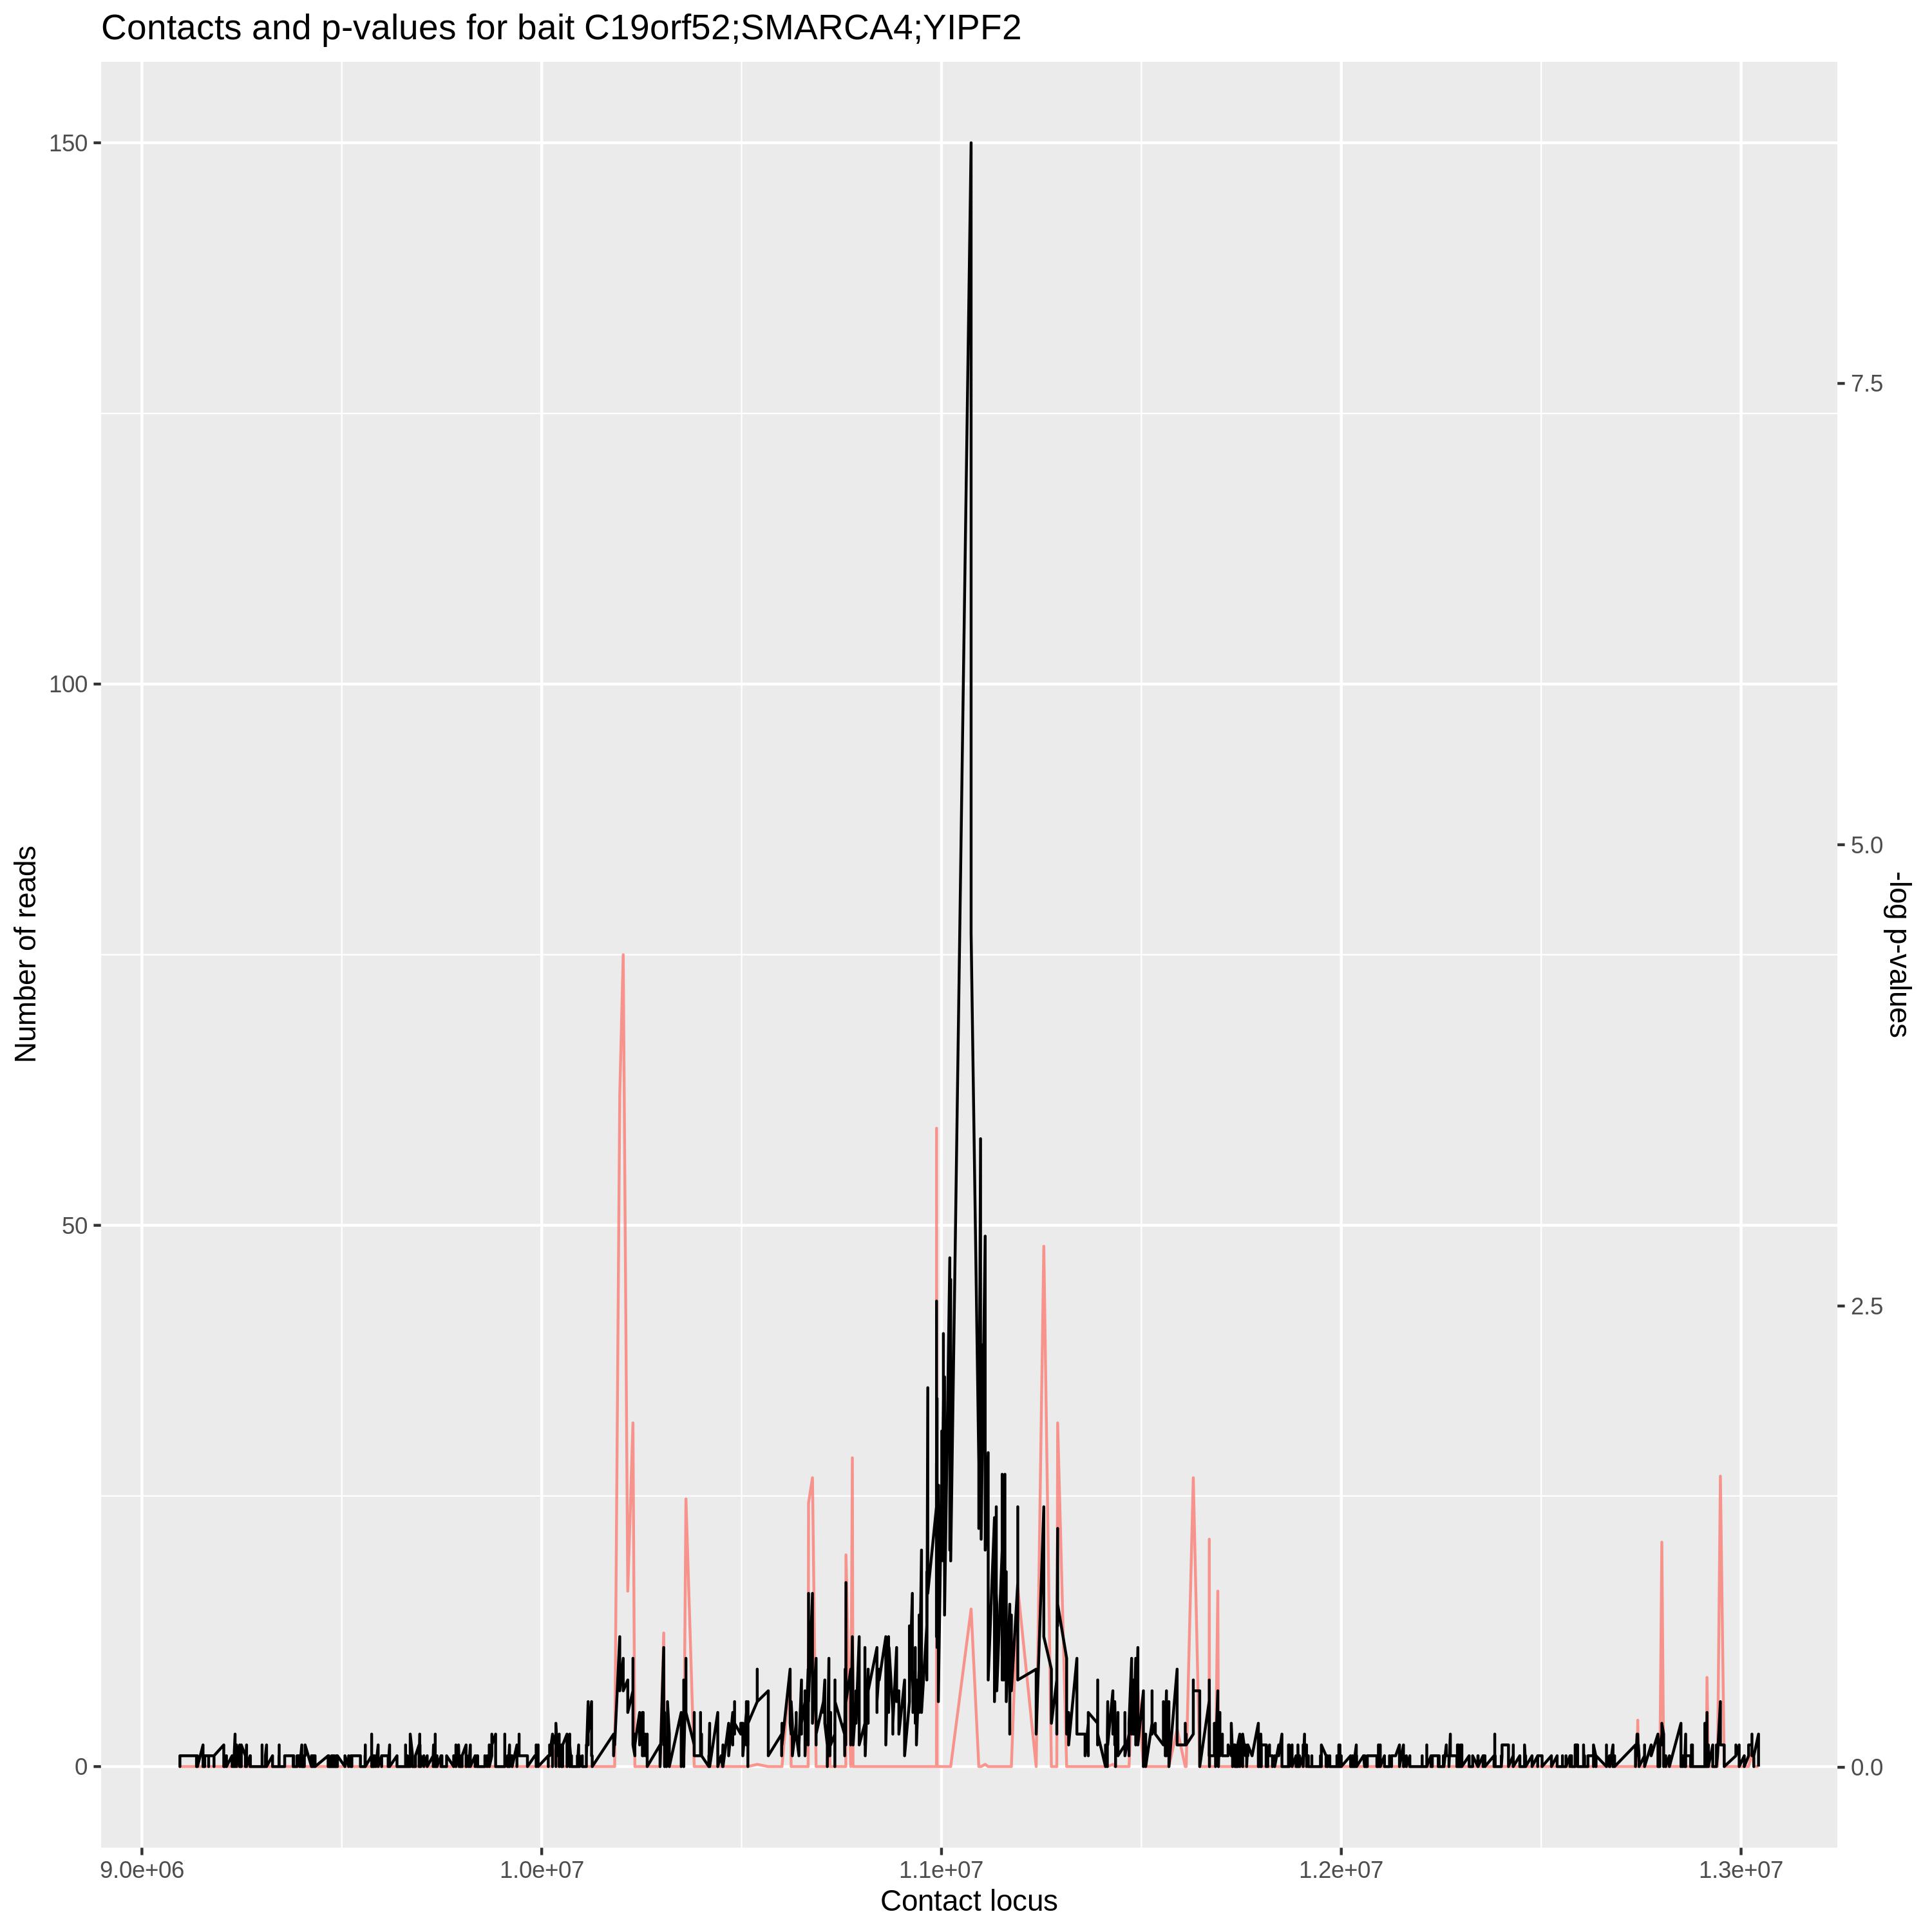 Contacts and p-values for bait C19orf52;SMARCA4;YIPF2
150
100
50
0
Number of reads
7.5
5.0
2.5
0.0
-log p-values
9.0e+06
1.0e+07
1.1e+07
1.2e+07
1.3e+07
Contact locus